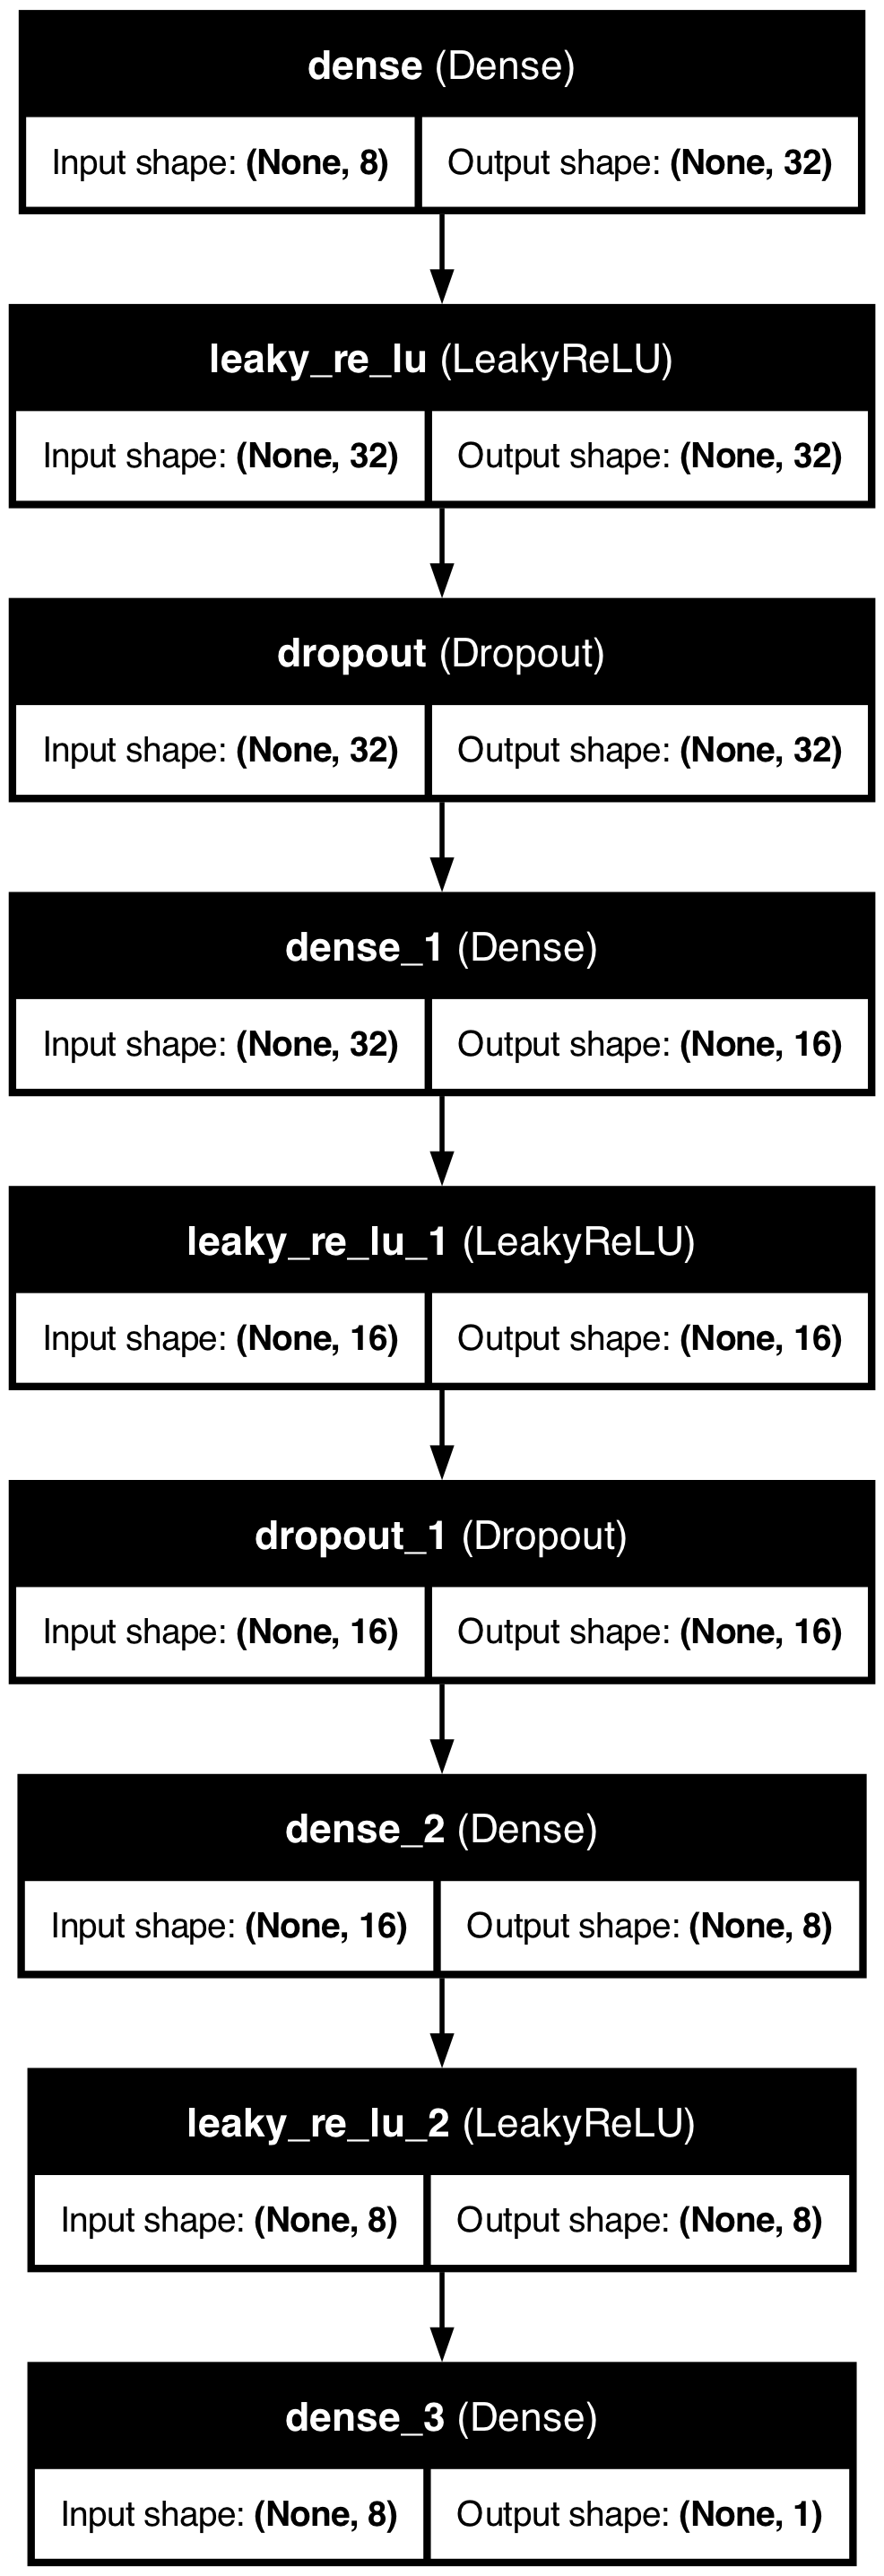 dense (Dense)
Input shape: (None, 8) Output shape: (None, 32)
leaky_re_lu (LeakyReLU)
Input shape: (None, 32) Output shape: (None, 32)
dropout (Dropout)
Input shape: (None, 32) Output shape: (None, 32)
dense_1 (Dense)
Input shape: (None, 32) Output shape: (None, 16)
leaky_re_lu_1 (LeakyReLU)
Input shape: (None, 16) Output shape: (None, 16)
dropout_1 (Dropout)
Input shape: (None, 16) Output shape: (None, 16)
dense_2 (Dense)
Input shape: (None, 16) Output shape: (None, 8)
leaky_re_lu_2 (LeakyReLU)
Input shape: (None, 8) Output shape: (None, 8)
dense_3 (Dense)
Input shape: (None, 8) Output shape: (None, 1)